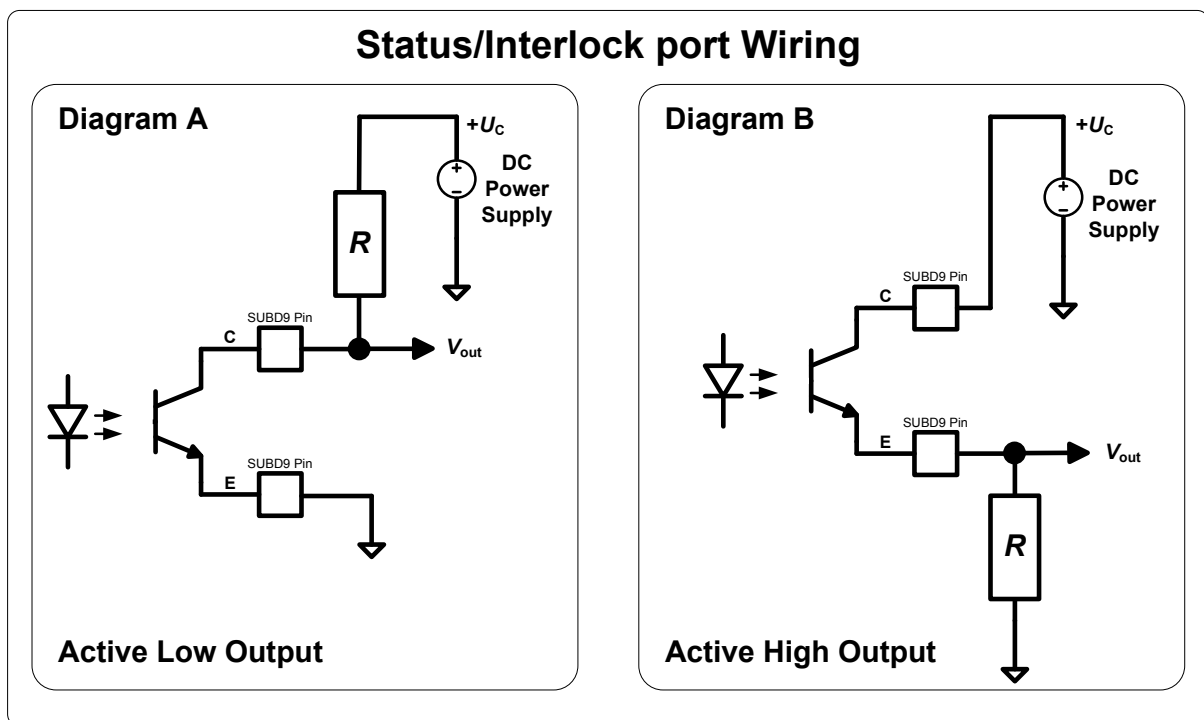 Status/Interlock port Wiring
Diagram A
+UC
+
−
DC
Power
Supply
R
SUBD9 Pin
C
Vout
SUBD9 Pin
E
Active Low Output
Diagram B
+UC
+
−
DC
Power
Supply
SUBD9 Pin
C
SUBD9 Pin
E
Vout
R
Active High Output